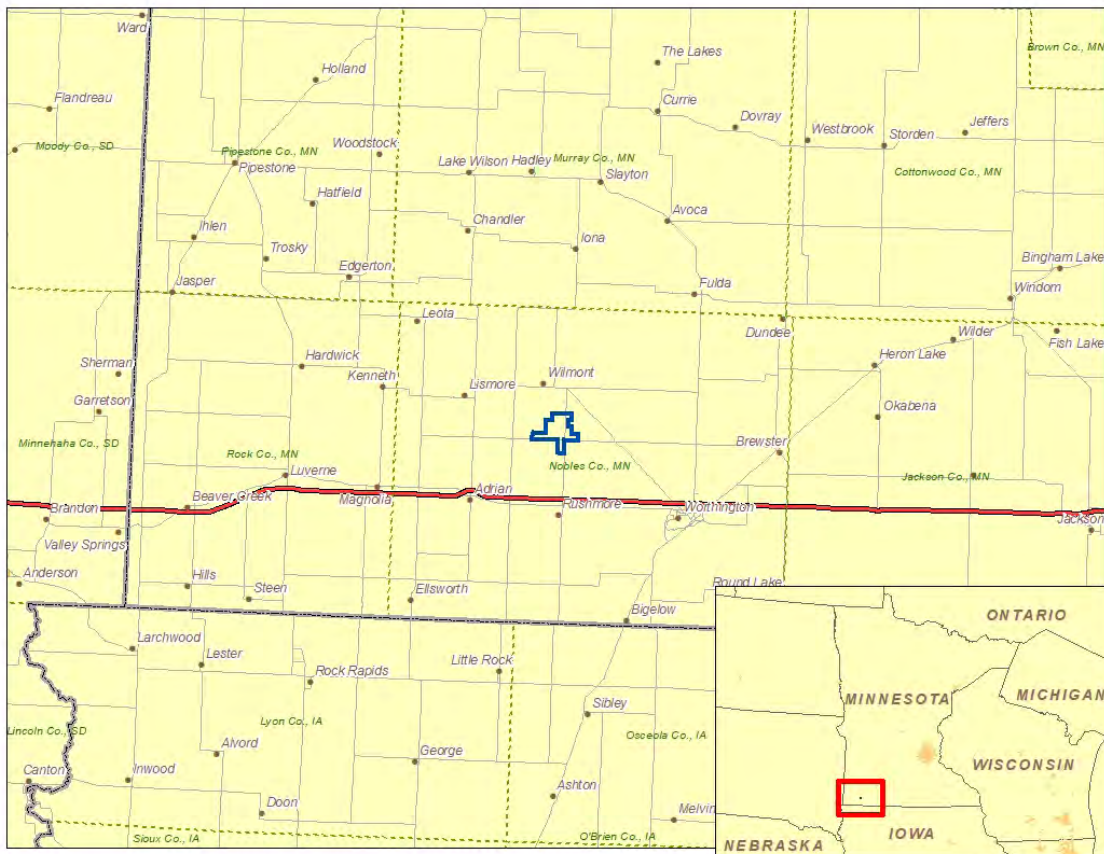 Ward
Brown Co., MN
The Lakes
Holland
Flandreau
Currie
Dovray
Jeffers
Westbrook
Storden
Moody Co., SD
Pipestone Co., MN
Woodstock
Pipestone
Lake Wilson
Hadley
Murray Co., MN
Slayton
Cottonwood Co., MN
Hatfield
Avoca
Chandler
Ihlen
Iona
Trosky
Edgerton
Bingham Lake
Jasper
Fulda
Windom
Leota
Dundee
Wilder
Fish Lake
Sherman
Hardwick
Heron Lake
Kenneth
Wilmont
Lismore
Garretson
Okabena
Minnehaha Co., SD
Rock Co., MN
Brewster
Nobles Co., MN
Luverne
Jackson Co., MN
Beaver Creek
Magnolia
Adrian
Rushmore
Worthington
Brandon
Jackson
Valley Springs
Anderson
Hills
Steen
Ellsworth
Round Lake
Bigelow
ONTARIO
Larchwood
Lester
Little Rock
Rock Rapids
MINNESOTA
MICHIGAN
Sibley
Lyon Co., IA
Lincoln Co., SD
Osceola Co., IA
Alvord
George
WISCONSIN
Canton
Inwood
Ashton
Doon
Melvin
Sioux Co., IA
O'Brien Co., IA
IOWA
NEBRASKA